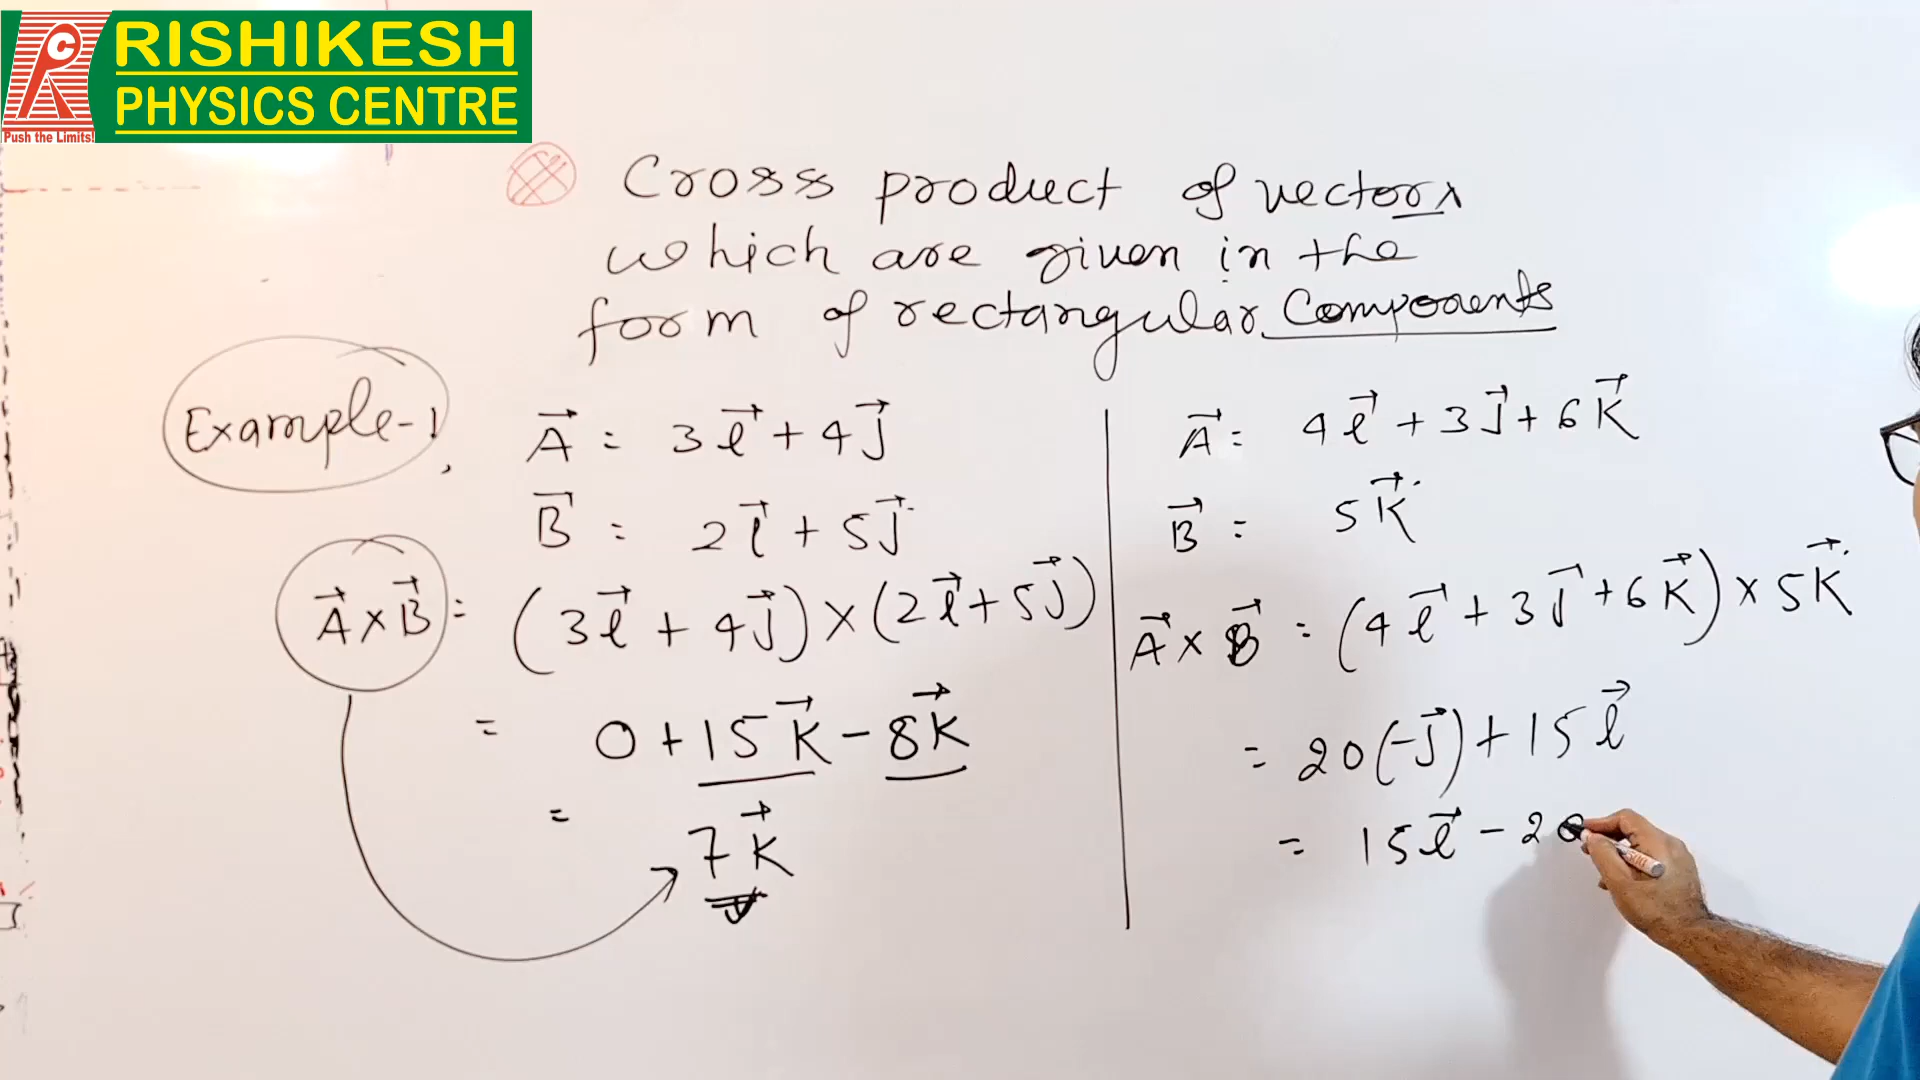 RISHIKESH
PHYSICS CENTRE
Push the Limits!
Cross product of vectors
which are given in the
form of rectangular components
Example-1,
A⃗ = 3i⃗ + 4j⃗
B⃗ = 2i⃗ + 5j⃗
A⃗ × B⃗ = (3i⃗ + 4j⃗) × (2i⃗ + 5j⃗)
= 0 + 15k⃗ - 8k⃗
= 7k⃗
A⃗ = 4i⃗ + 3j⃗ + 6k⃗
B⃗ = 5k⃗
A⃗ × B⃗ = (4i⃗ + 3j⃗ + 6k⃗) × 5k⃗
= 20(-j⃗) + 15i⃗
= 15i⃗ - 20